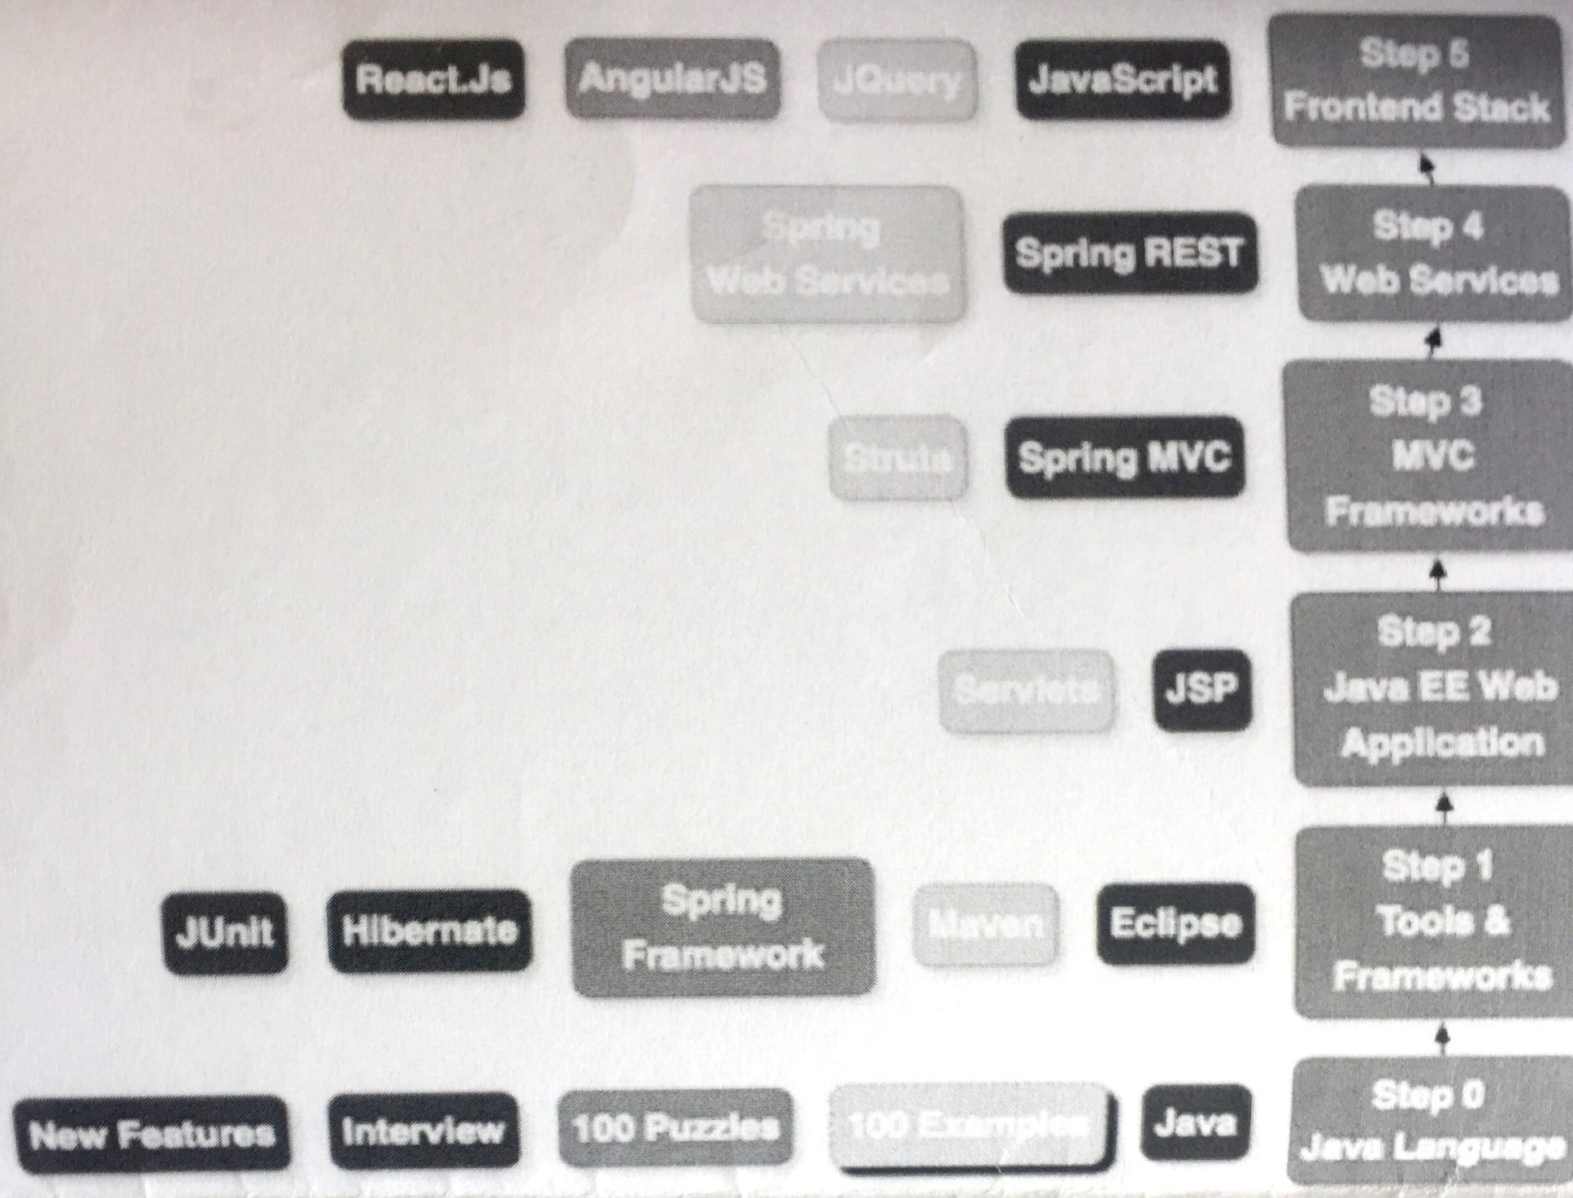 React.Js
AngularJS
JQuery
JavaScript
Step 5
Frontend Stack
Spring
Web Services
Spring REST
Step 4
Web Services
Struts
Spring MVC
Step 3
MVC
Frameworks
Servlets
JSP
Step 2
Java EE Web
Application
JUnit
Hibernate
Spring
Framework
Maven
Eclipse
Step 1
Tools &
Frameworks
New Features
Interview
100 Puzzles
100 Examples
Java
Step 0
Java Language